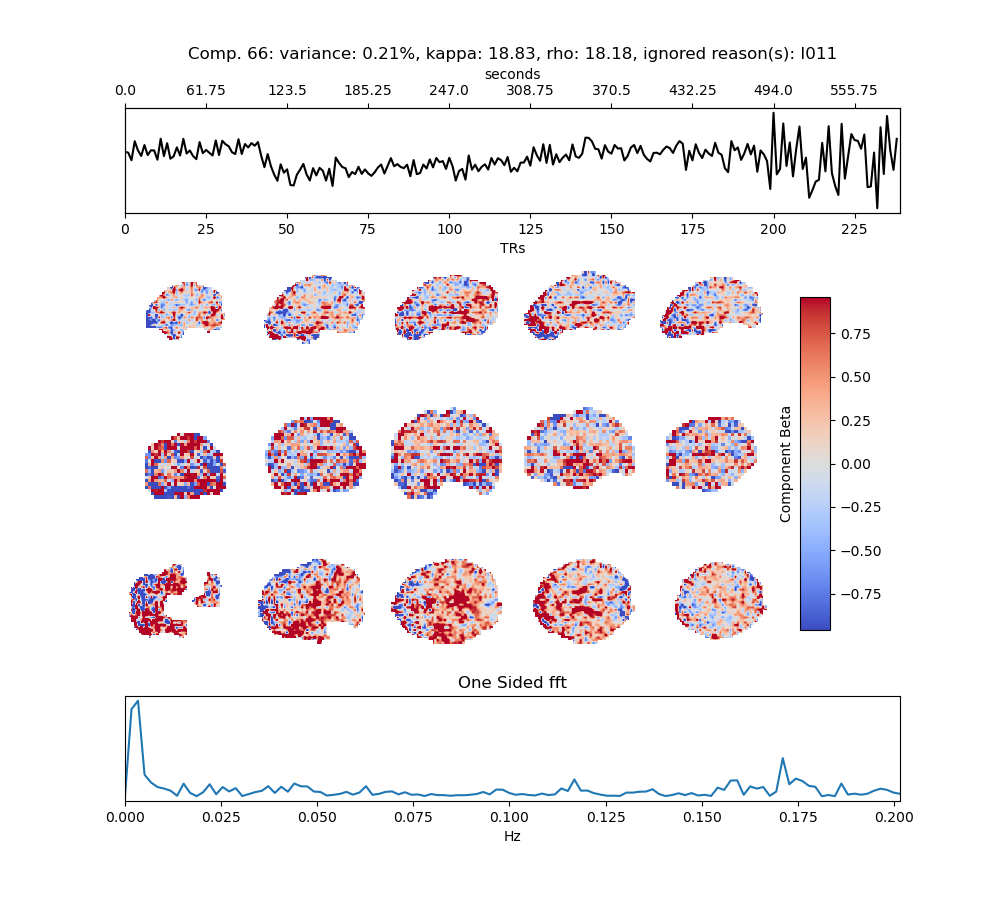 Comp. 66: variance: 0.21%, kappa: 18.83, rho: 18.18, ignored reason(s): I011
seconds
0.0 61.75 123.5 185.25 247.0 308.75 370.5 432.25 494.0 555.75
0 25 50 75 100 125 150 175 200 225
TRs
0.75
0.50
0.25
0.00
−0.25
−0.50
−0.75
Component Beta
One Sided fft
0.000 0.025 0.050 0.075 0.100 0.125 0.150 0.175 0.200
Hz